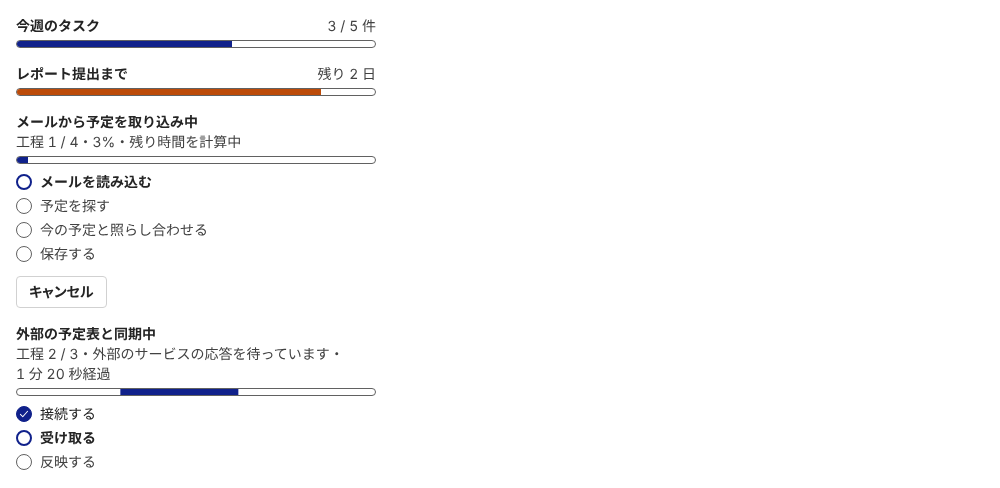 今週のタスク 3 / 5 件
レポート提出まで 残り 2 日
メールから予定を取り込み中
工程 1 / 4・3%・残り時間を計算中
メールを読み込む
予定を探す
今の予定と照らし合わせる
保存する
キャンセル
外部の予定表と同期中
工程 2 / 3・外部のサービスの応答を待っています・
1 分 20 秒経過
接続する
受け取る
反映する